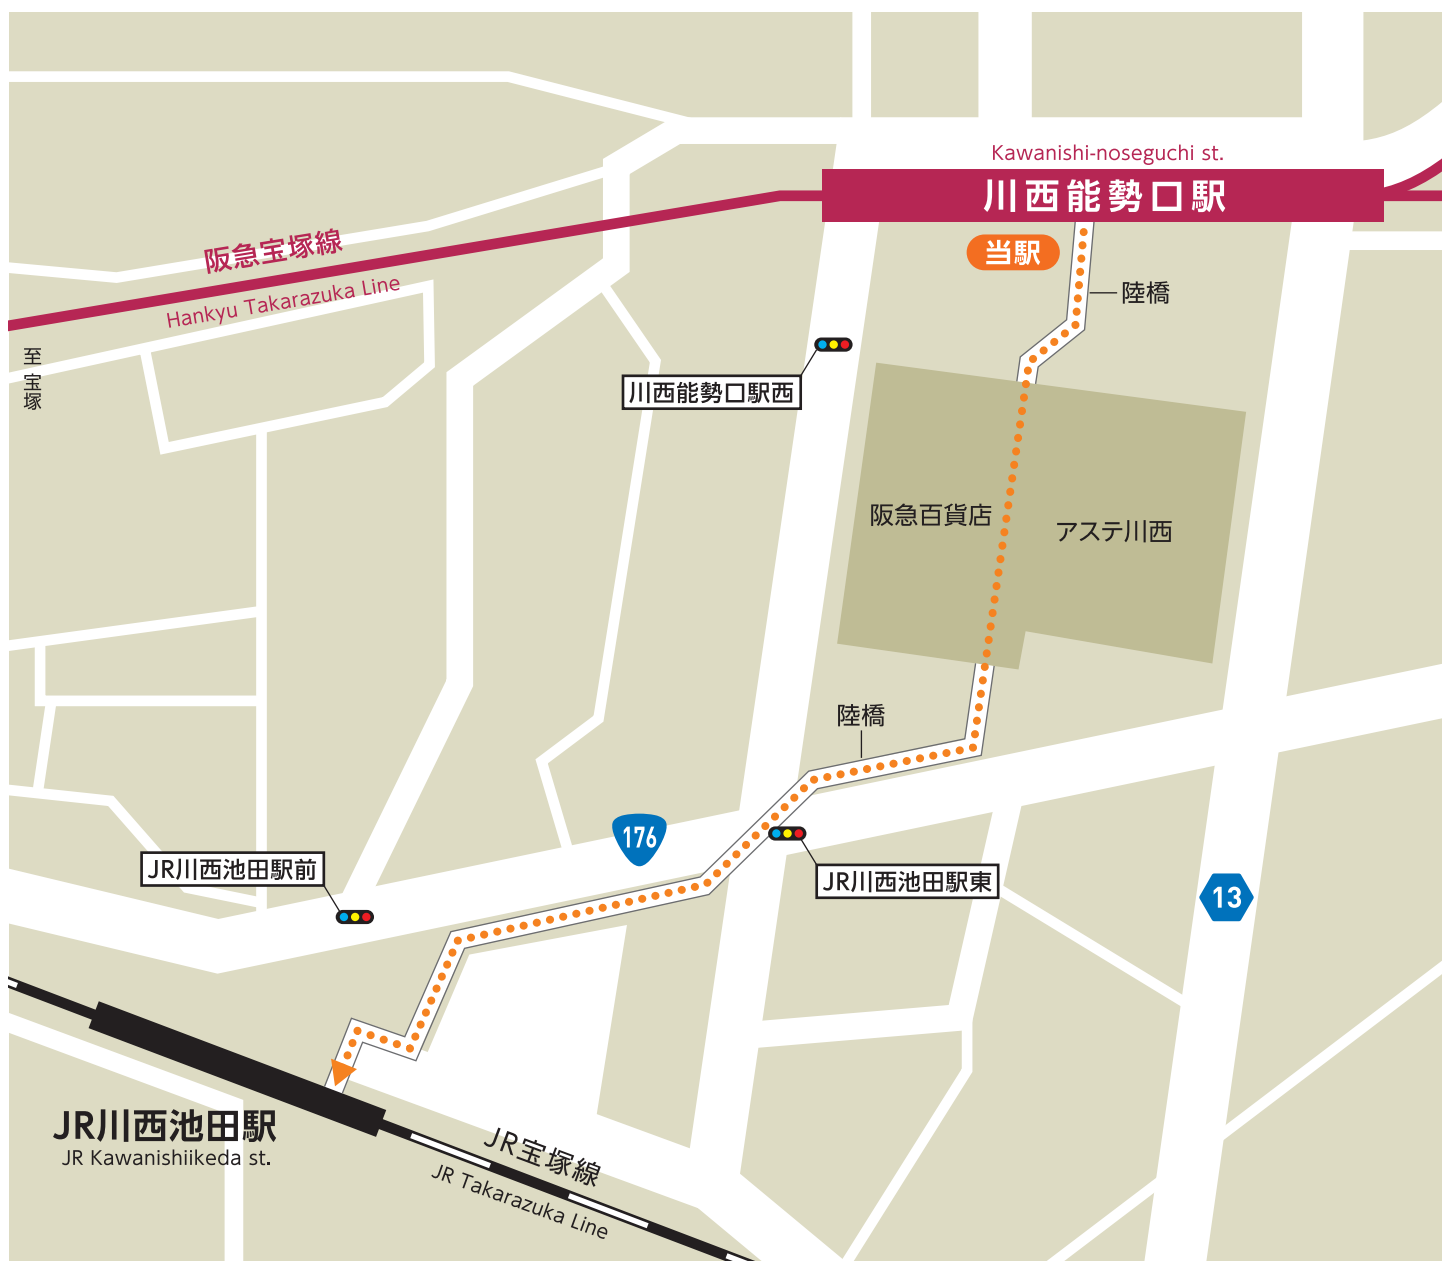 Kawanishi-noseguchi st.
川西能勢口駅
阪急宝塚線
Hankyu Takarazuka Line
当駅
陸橋
至宝塚
川西能勢口駅西
阪急百貨店
アステ川西
陸橋
176
JR川西池田駅前
JR川西池田駅東
13
JR川西池田駅
JR Kawanishiikeda st.
JR宝塚線
JR Takarazuka Line